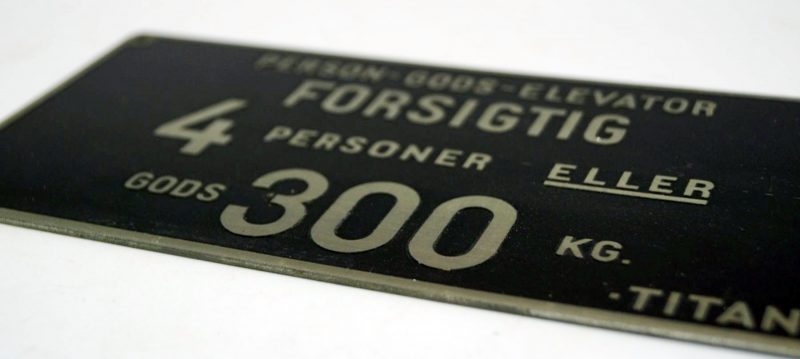 PERSON-GODS-ELEVATOR
FORSIGTIG
4 PERSONER ELLER
GODS 300 KG.
-TITAN